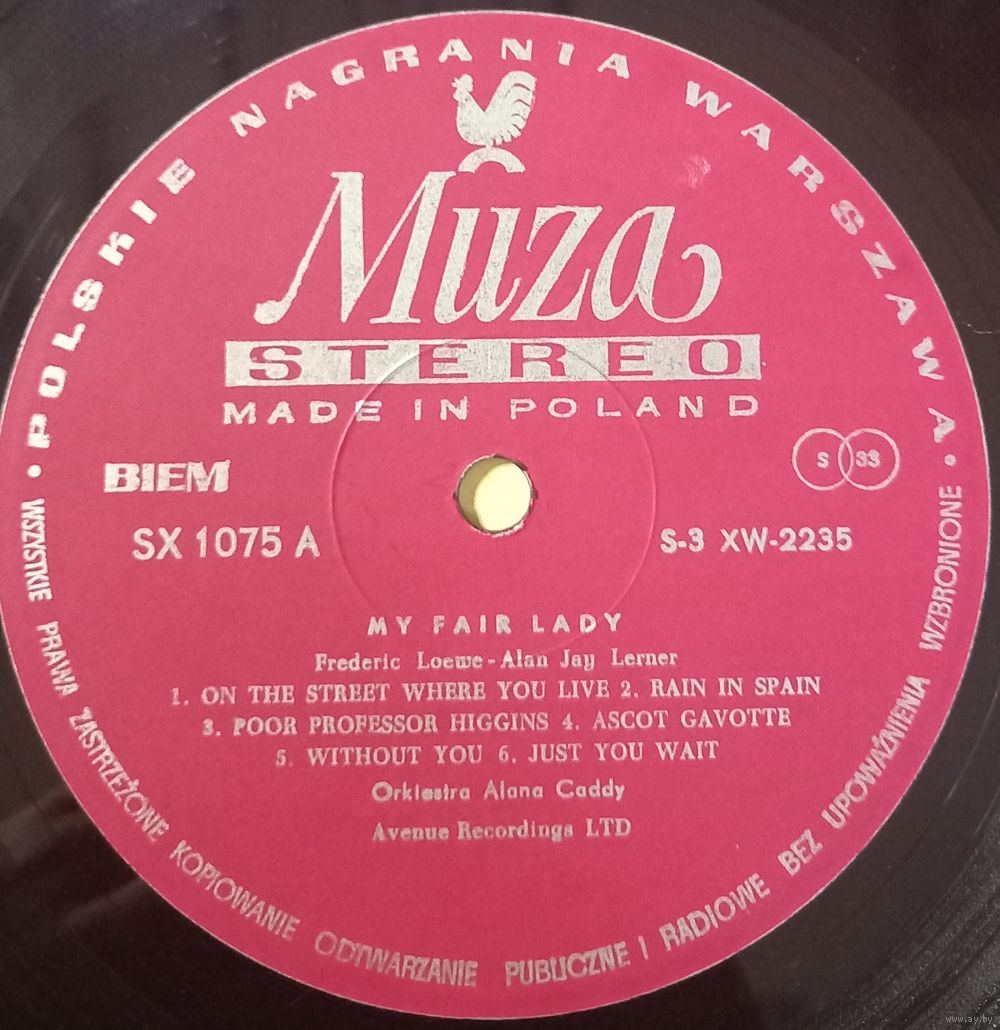 • POLSKIE NAGRANIA WARSZAWA •
Muza
STEREO
MADE IN POLAND
BIEM
S 33
SX 1075 A
S-3 XW-2235
MY FAIR LADY
Frederic Loewe - Alan Jay Lerner
1. ON THE STREET WHERE YOU LIVE 2. RAIN IN SPAIN
3. POOR PROFESSOR HIGGINS 4. ASCOT GAVOTTE
5. WITHOUT YOU 6. JUST YOU WAIT
Orkiestra Alana Caddy
Avenue Recordings LTD
WSZYSTKIE PRAWA ZASTRZEŻONE KOPIOWANIE ODTWARZANIE PUBLICZNE I RADIOWE BEZ UPOWAŻNIENIA WZBRONIONE
www.ay.by